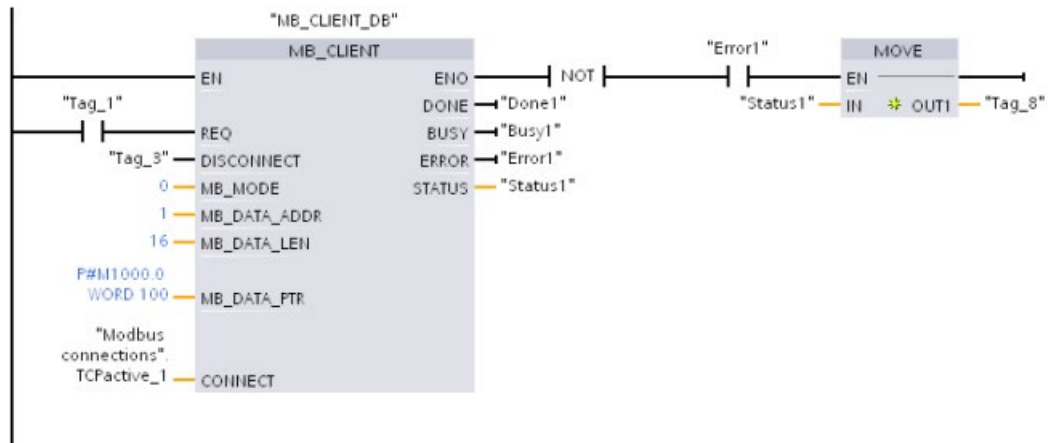 "MB_CLIENT_DB"
MB_CLIENT
EN
ENO
NOT
"Error1"
MOVE
EN
"Tag_1"
REQ
DONE
"Done1"
BUSY
"Busy1"
"Status1"
IN
OUT1
"Tag_8"
"Tag_3"
DISCONNECT
ERROR
"Error1"
0
MB_MODE
STATUS
"Status1"
1
MB_DATA_ADDR
16
MB_DATA_LEN
P#M1000.0
WORD 100
MB_DATA_PTR
"Modbus
connections".
TCPactive_1
CONNECT